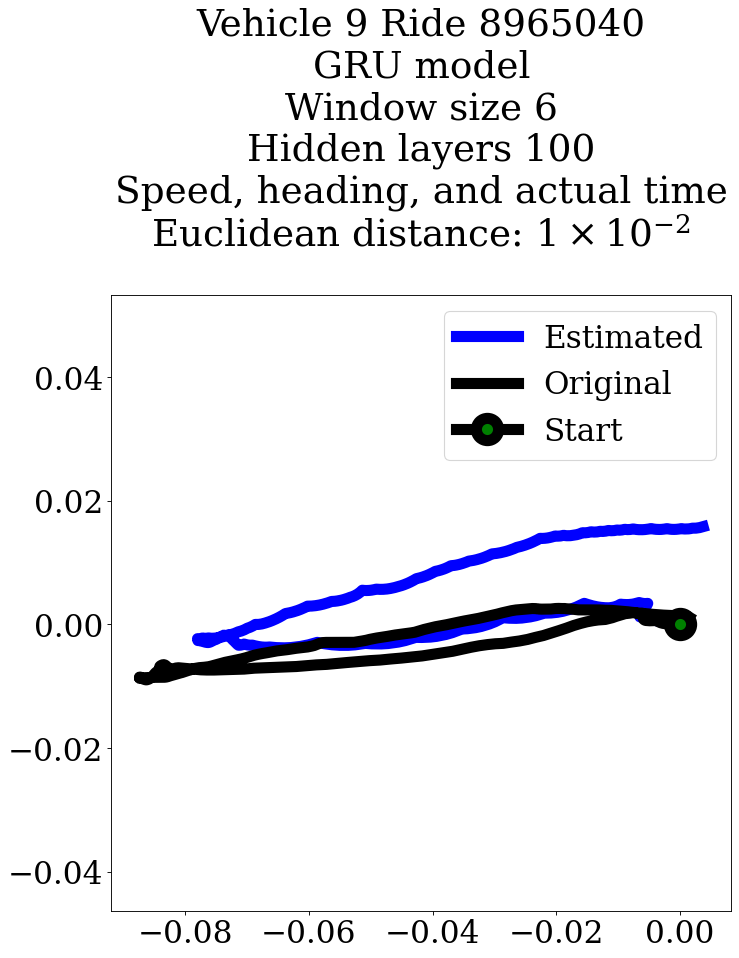 Vehicle 9 Ride 8965040
GRU model
Window size 6
Hidden layers 100
Speed, heading, and actual time
Euclidean distance: 1 × 10⁻²
Estimated
Original
Start
0.04
0.02
0.00
−0.02
−0.04
−0.08 −0.06 −0.04 −0.02 0.00